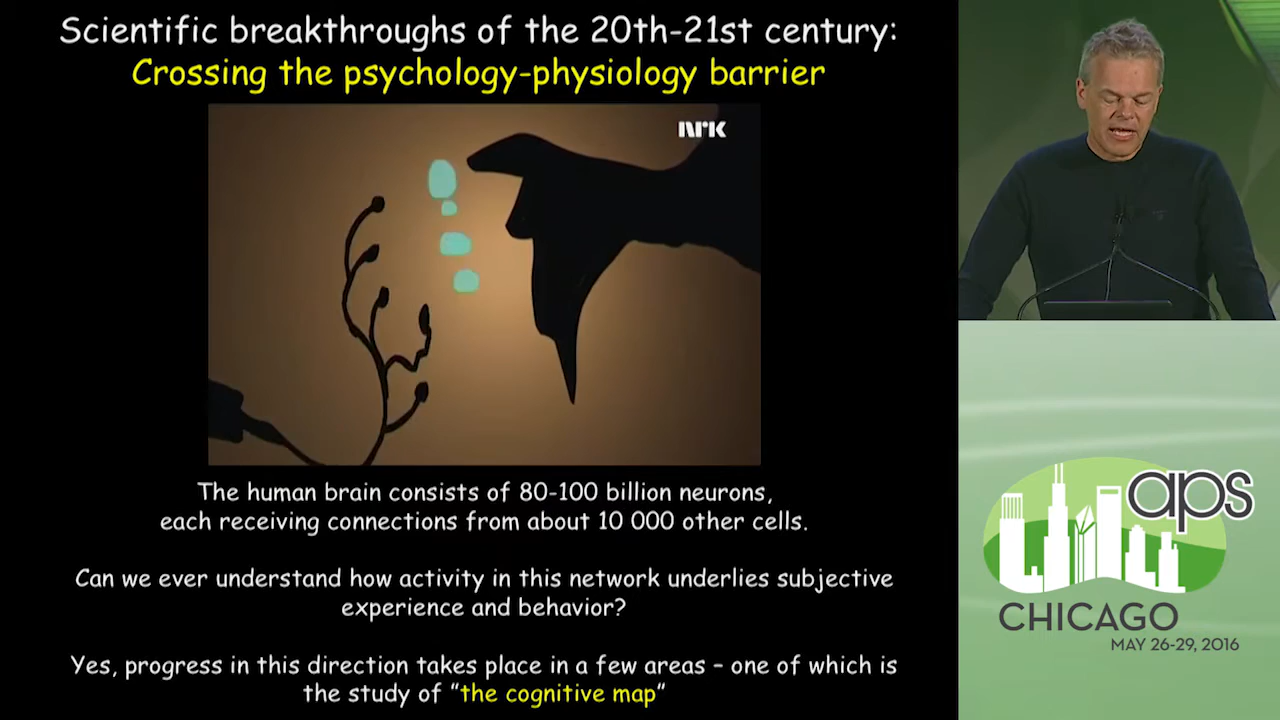 Scientific breakthroughs of the 20th-21st century:
Crossing the psychology-physiology barrier
nrk
The human brain consists of 80-100 billion neurons,
each receiving connections from about 10 000 other cells.
Can we ever understand how activity in this network underlies subjective
experience and behavior?
Yes, progress in this direction takes place in a few areas – one of which is
the study of “the cognitive map”
aps
CHICAGO
MAY 26-29, 2016